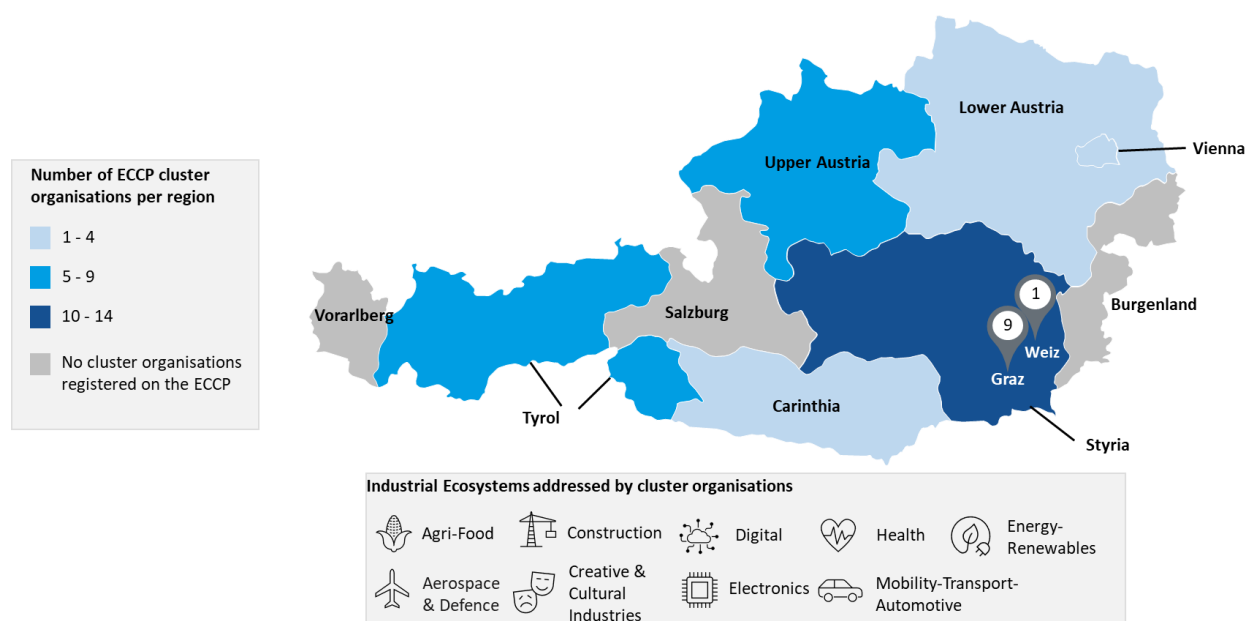 Number of ECCP cluster
organisations per region
1 - 4
5 - 9
10 - 14
No cluster organisations
registered on the ECCP
Lower Austria
Vienna
Upper Austria
Vorarlberg
Salzburg
Burgenland
1
9
Weiz
Graz
Tyrol
Carinthia
Styria
Industrial Ecosystems addressed by cluster organisations
Agri-Food
Construction
Digital
Health
Energy-
Renewables
Aerospace
& Defence
Creative &
Cultural
Industries
Electronics
Mobility-Transport-
Automotive